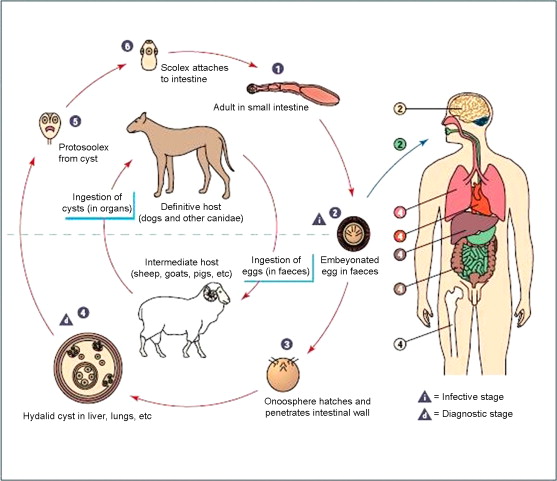 6
Scolex attaches
to intestine
1
Adult in small intestine
5
Protosoolex
from cyst
Ingestion of
cysts (in organs)
Definitive host
(dogs and other canidae)
i 2
Embeyonated
egg in faeces
Intermediate host
(sheep, goats, pigs, etc)
Ingestion of
eggs (in faeces)
d 4
Hydalid cyst in liver, lungs, etc
3
Onoosphere hatches and
penetrates intestinal wall
2
2
4
4
4
4
4
i = Infective stage
d = Diagnostic stage